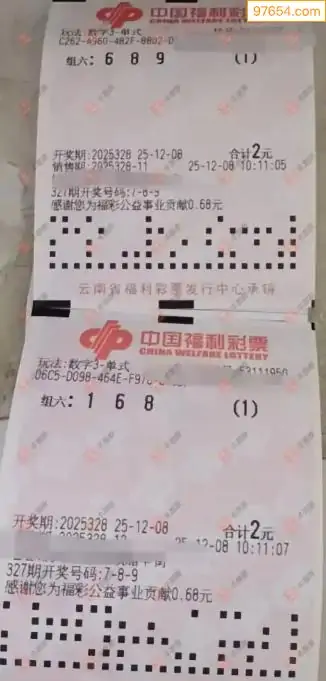 97654.com
中国福利彩票
CHINA WELFARE LOTTERY
玩法:数字3-单式
C262-A960-482F-8802-D
组六: 6 8 9 (1)
开奖期:2025328 25-12-08 合计2元
销售期:2025328-11 25-12-08 10:11:05
327期开奖号码:7-8-9
感谢您为福彩公益事业贡献0.68元
云南省福利彩票发行中心承销
中国福利彩票
CHINA WELFARE LOTTERY
玩法:数字3-单式 53111950
D6C5-D098-464E-F97
组六: 1 6 8 (1)
开奖期:2025328 25-12-08 合计2元
25-12-08 10:11:07
327期开奖号码:7-8-9
感谢您为福彩公益事业贡献0.68元